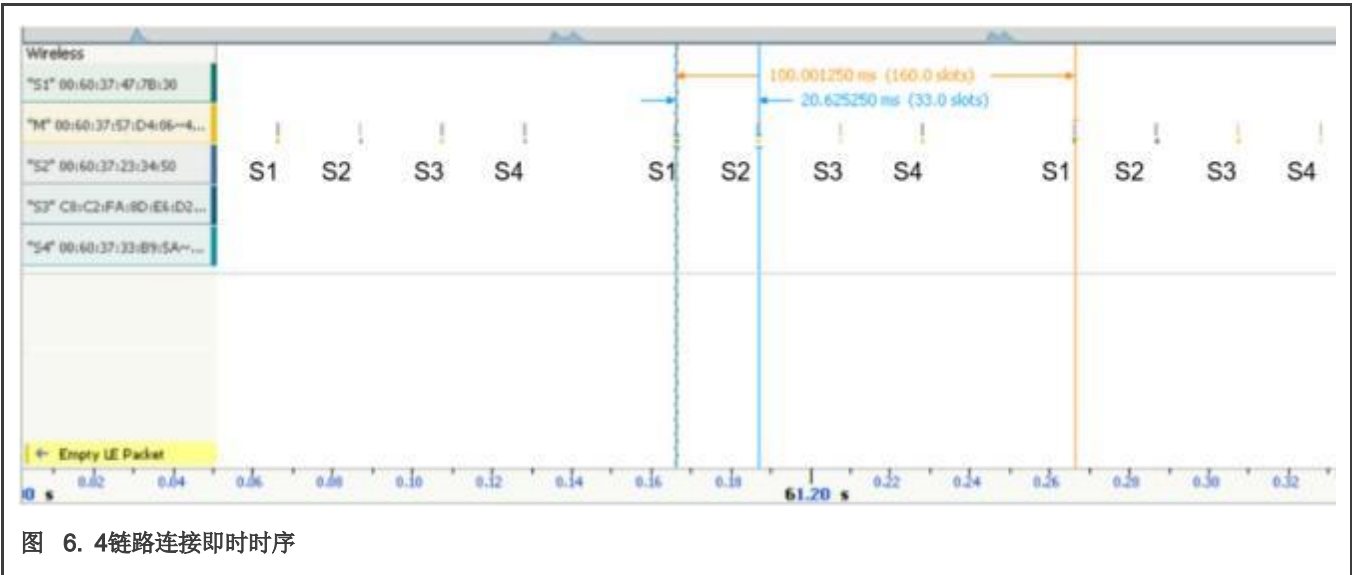 Wireless
"S1" 00:60:37:47:7B:30
"M" 00:60:37:57:D4:06~4...
"S2" 00:60:37:23:34:50
"S3" C8:C2:FA:8D:E6:D2...
"S4" 00:60:37:33:B9:5A~...
100.001250 ms (160.0 slots)
20.625250 ms (33.0 slots)
S1 S2 S3 S4 S1 S2 S3 S4 S1 S2 S3 S4
← Empty LE Packet
0 s 0.02 0.04 0.06 0.08 0.10 0.12 0.14 0.16 0.18 61.20 s 0.22 0.24 0.26 0.28 0.30 0.32
图 6. 4链路连接即时时序